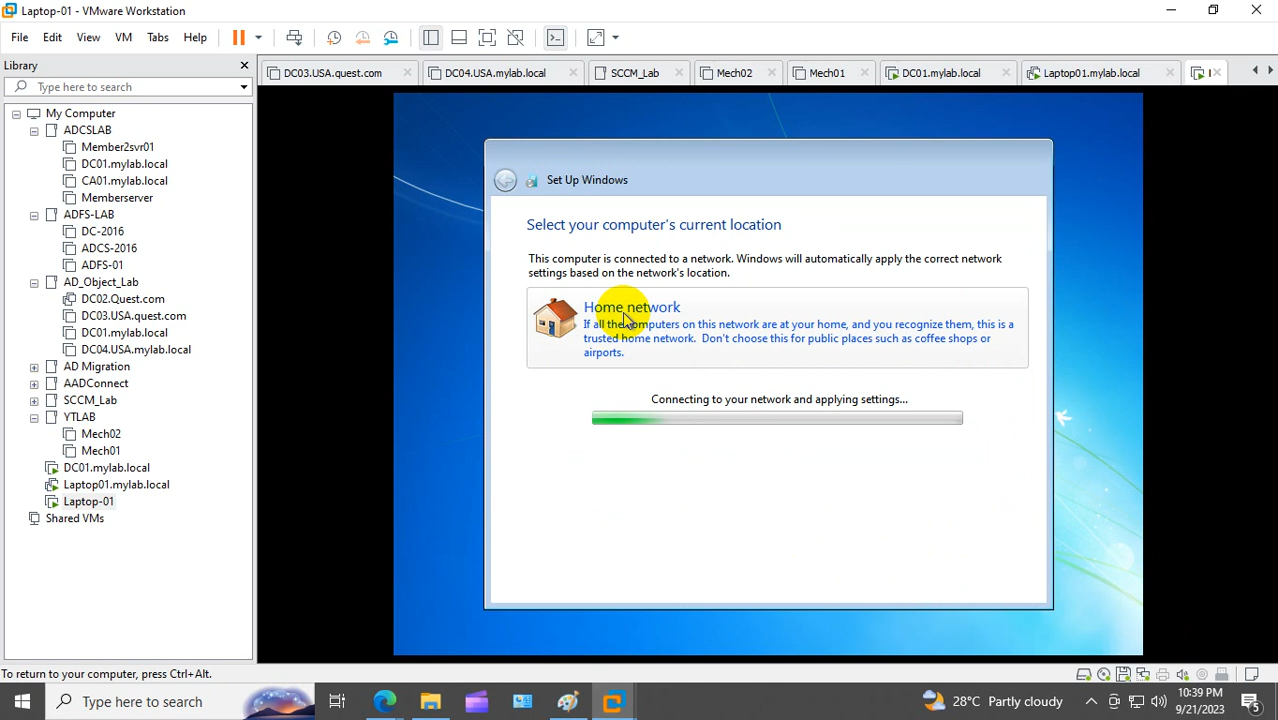 Laptop-01 - VMware Workstation
File Edit View VM Tabs Help
Library
Type here to search
My Computer
ADCSLAB
Member2svr01
DC01.mylab.local
CA01.mylab.local
Memberserver
ADFS-LAB
DC-2016
ADCS-2016
ADFS-01
AD_Object_Lab
DC02.Quest.com
DC03.USA.quest.com
DC01.mylab.local
DC04.USA.mylab.local
AD Migration
AADConnect
SCCM_Lab
YTLAB
Mech02
Mech01
DC01.mylab.local
Laptop01.mylab.local
Laptop-01
Shared VMs
DC03.USA.quest.com DC04.USA.mylab.local SCCM_Lab Mech02 Mech01 DC01.mylab.local Laptop01.mylab.local
Set Up Windows
Select your computer's current location
This computer is connected to a network. Windows will automatically apply the correct network
settings based on the network's location.
Home network
If all the computers on this network are at your home, and you recognize them, this is a
trusted home network. Don't choose this for public places such as coffee shops or
airports.
Connecting to your network and applying settings...
To return to your computer, press Ctrl+Alt.
Type here to search
28°C Partly cloudy
10:39 PM
9/21/2023
5